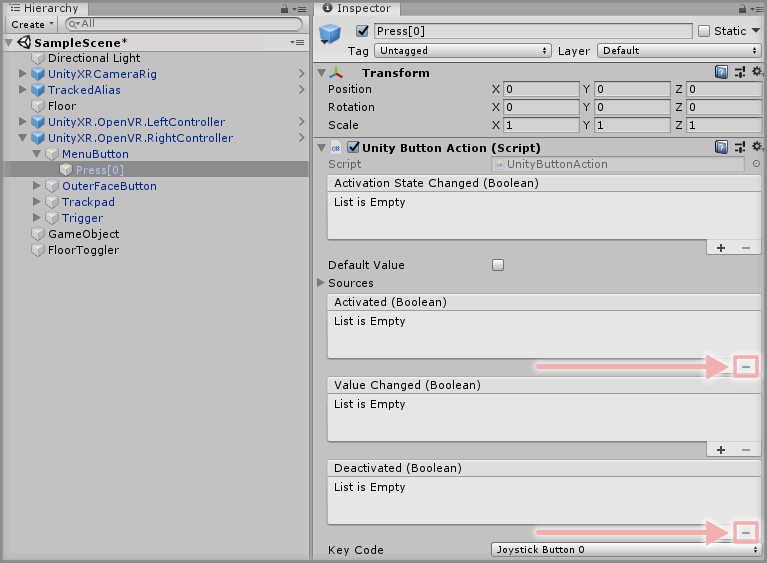 Hierarchy
Create
All
SampleScene*
Directional Light
UnityXRCameraRig
TrackedAlias
Floor
UnityXR.OpenVR.LeftController
UnityXR.OpenVR.RightController
MenuButton
Press[0]
OuterFaceButton
Trackpad
Trigger
GameObject
FloorToggler
Inspector
Press[0] Static
Tag Untagged Layer Default
Transform
Position X 0 Y 0 Z 0
Rotation X 0 Y 0 Z 0
Scale X 1 Y 1 Z 1
Unity Button Action (Script)
Script UnityButtonAction
Activation State Changed (Boolean)
List is Empty
+ −
Default Value
Sources
Activated (Boolean)
List is Empty
−
Value Changed (Boolean)
List is Empty
+ −
Deactivated (Boolean)
List is Empty
−
Key Code Joystick Button 0